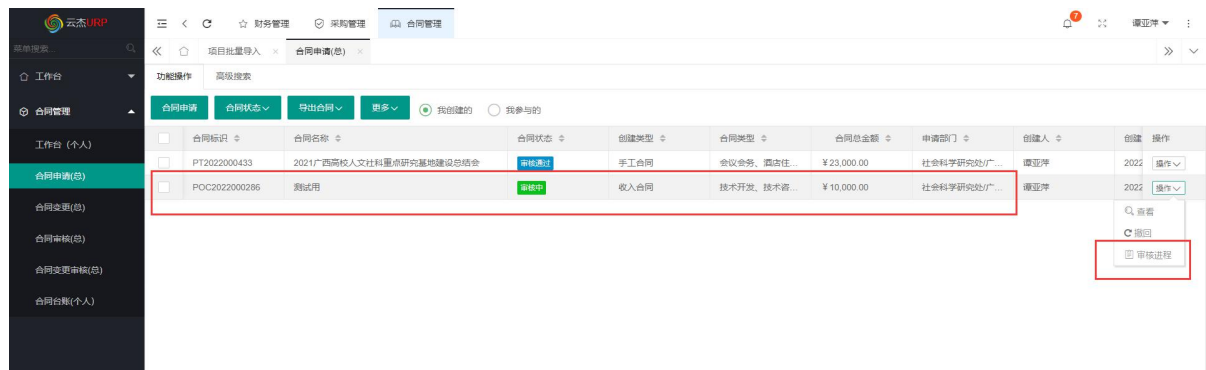 云杰URP
财务管理 采购管理 合同管理 7 谭亚萍
菜单搜索...
项目批量导入 × 合同申请(总) ×
工作台
功能操作 高级搜索
合同管理
合同申请 合同状态 导出合同 更多 我创建的 我参与的
工作台（个人）
合同标识 合同名称 合同状态 创建类型 合同类型 合同总金额 申请部门 创建人 创建 操作
PT2022000433 2021广西高校人文社科重点研究基地建设总结会 审核通过 手工合同 会议会务、酒店住... ¥23,000.00 社会科学研究处/广... 谭亚萍 2022 操作
合同申请(总)
POC2022000286 测试用 审核中 收入合同 技术开发、技术咨... ¥10,000.00 社会科学研究处/广... 谭亚萍 2022 操作
合同变更(总)
查看
撤回
合同审核(总)
审核进程
合同变更审核(总)
合同台账(个人)